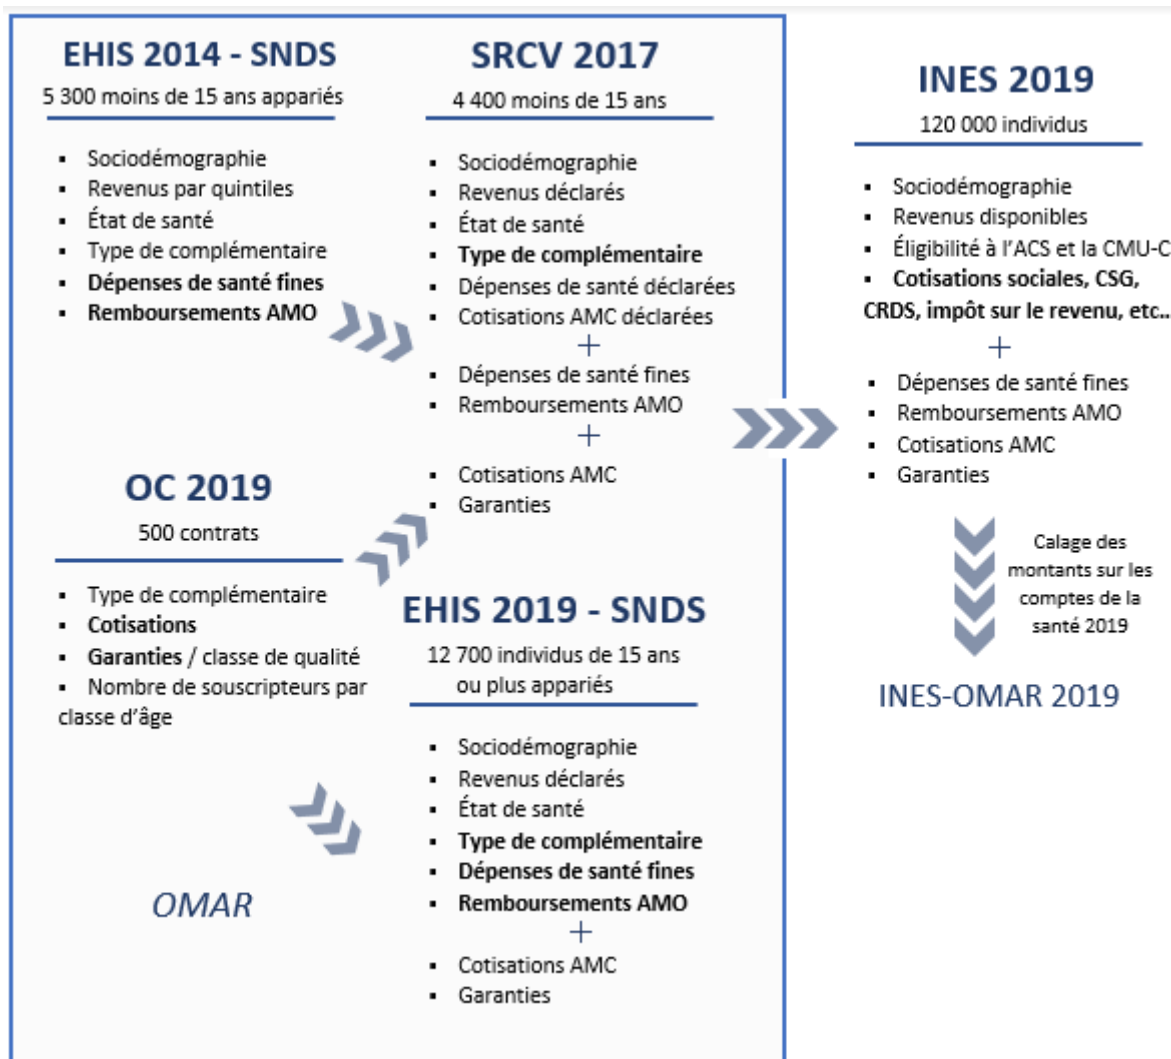 EHIS 2014 - SNDS
5 300 moins de 15 ans appariés
▪ Sociodémographie
▪ Revenus par quintiles
▪ État de santé
▪ Type de complémentaire
▪ Dépenses de santé fines
▪ Remboursements AMO
SRCV 2017
4 400 moins de 15 ans
▪ Sociodémographie
▪ Revenus déclarés
▪ État de santé
▪ Type de complémentaire
▪ Dépenses de santé déclarées
▪ Cotisations AMC déclarées
+
▪ Dépenses de santé fines
▪ Remboursements AMO
+
▪ Cotisations AMC
▪ Garanties
OC 2019
500 contrats
▪ Type de complémentaire
▪ Cotisations
▪ Garanties / classe de qualité
▪ Nombre de souscripteurs par
classe d'âge
OMAR
EHIS 2019 - SNDS
12 700 individus de 15 ans
ou plus appariés
▪ Sociodémographie
▪ Revenus déclarés
▪ État de santé
▪ Type de complémentaire
▪ Dépenses de santé fines
▪ Remboursements AMO
+
▪ Cotisations AMC
▪ Garanties
INES 2019
120 000 individus
▪ Sociodémographie
▪ Revenus disponibles
▪ Éligibilité à l'ACS et la CMU-C
▪ Cotisations sociales, CSG,
CRDS, impôt sur le revenu, etc..
+
▪ Dépenses de santé fines
▪ Remboursements AMO
▪ Cotisations AMC
▪ Garanties
Calage des
montants sur les
comptes de la
santé 2019
INES-OMAR 2019